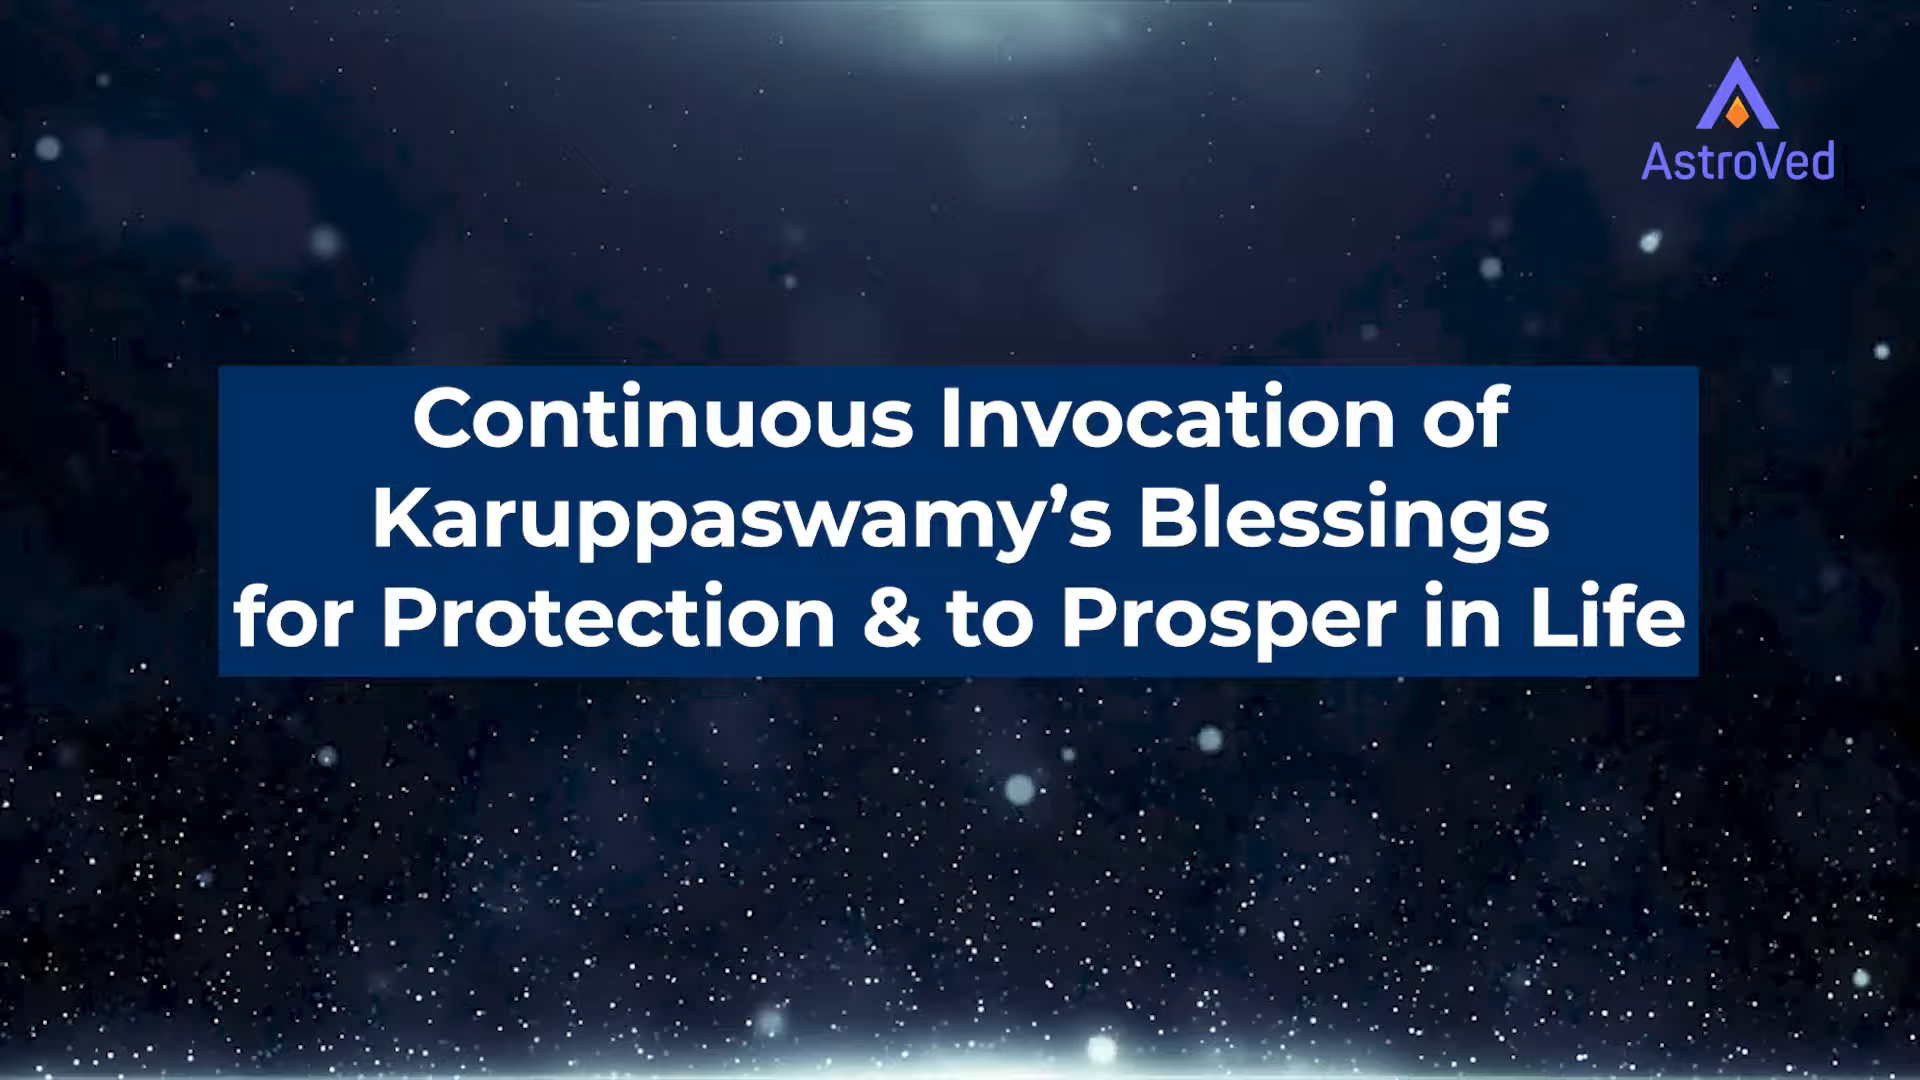 AstroVed
Continuous Invocation of
Karuppaswamy’s Blessings
for Protection & to Prosper in Life